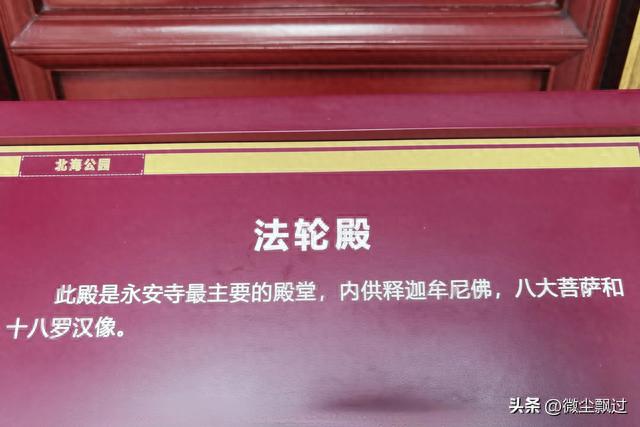 北海公园
法轮殿
此殿是永安寺最主要的殿堂，内供释迦牟尼佛，八大菩萨和
十八罗汉像。
头条 @微尘飘过